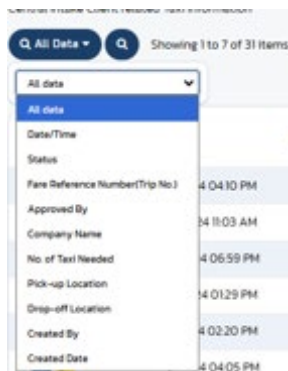 Central Intake Client related Taxi Information
All Data
Showing 1 to 7 of 31 items
All data
All data
Date/Time
Status
Fare Reference Number(Trip No.)
4 04:10 PM
Approved By
24 11:03 AM
Company Name
No. of Taxi Needed
4 06:59 PM
Pick-up Location
24 01:29 PM
Drop-off Location
Created By
4 02:20 PM
Created Date
4 04:05 PM